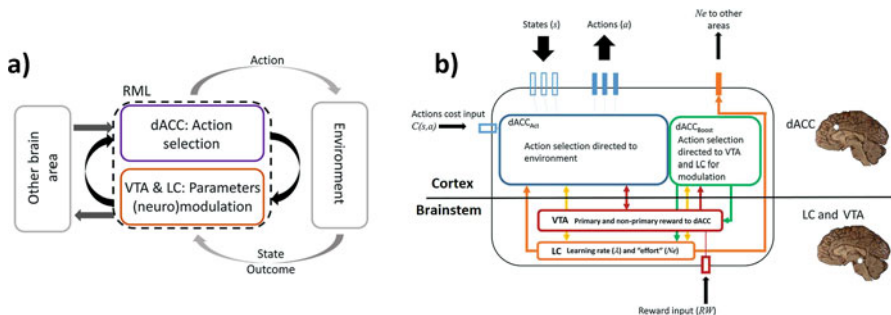 a)
Action
RML
dACC: Action
selection
VTA & LC: Parameters
(neuro)modulation
Other brain
area
Environment
State
Outcome
b)
States (s)
Actions (a)
Ne to other
areas
Actions cost input
C(s,a)
dACC_Act
Action selection directed to
environment
dACC_Boost
Action selection
directed to VTA
and LC for
modulation
dACC
Cortex
Brainstem
VTA Primary and non-primary reward to dACC
LC Learning rate (λ) and "effort" (Ne)
LC and VTA
Reward input (RW)